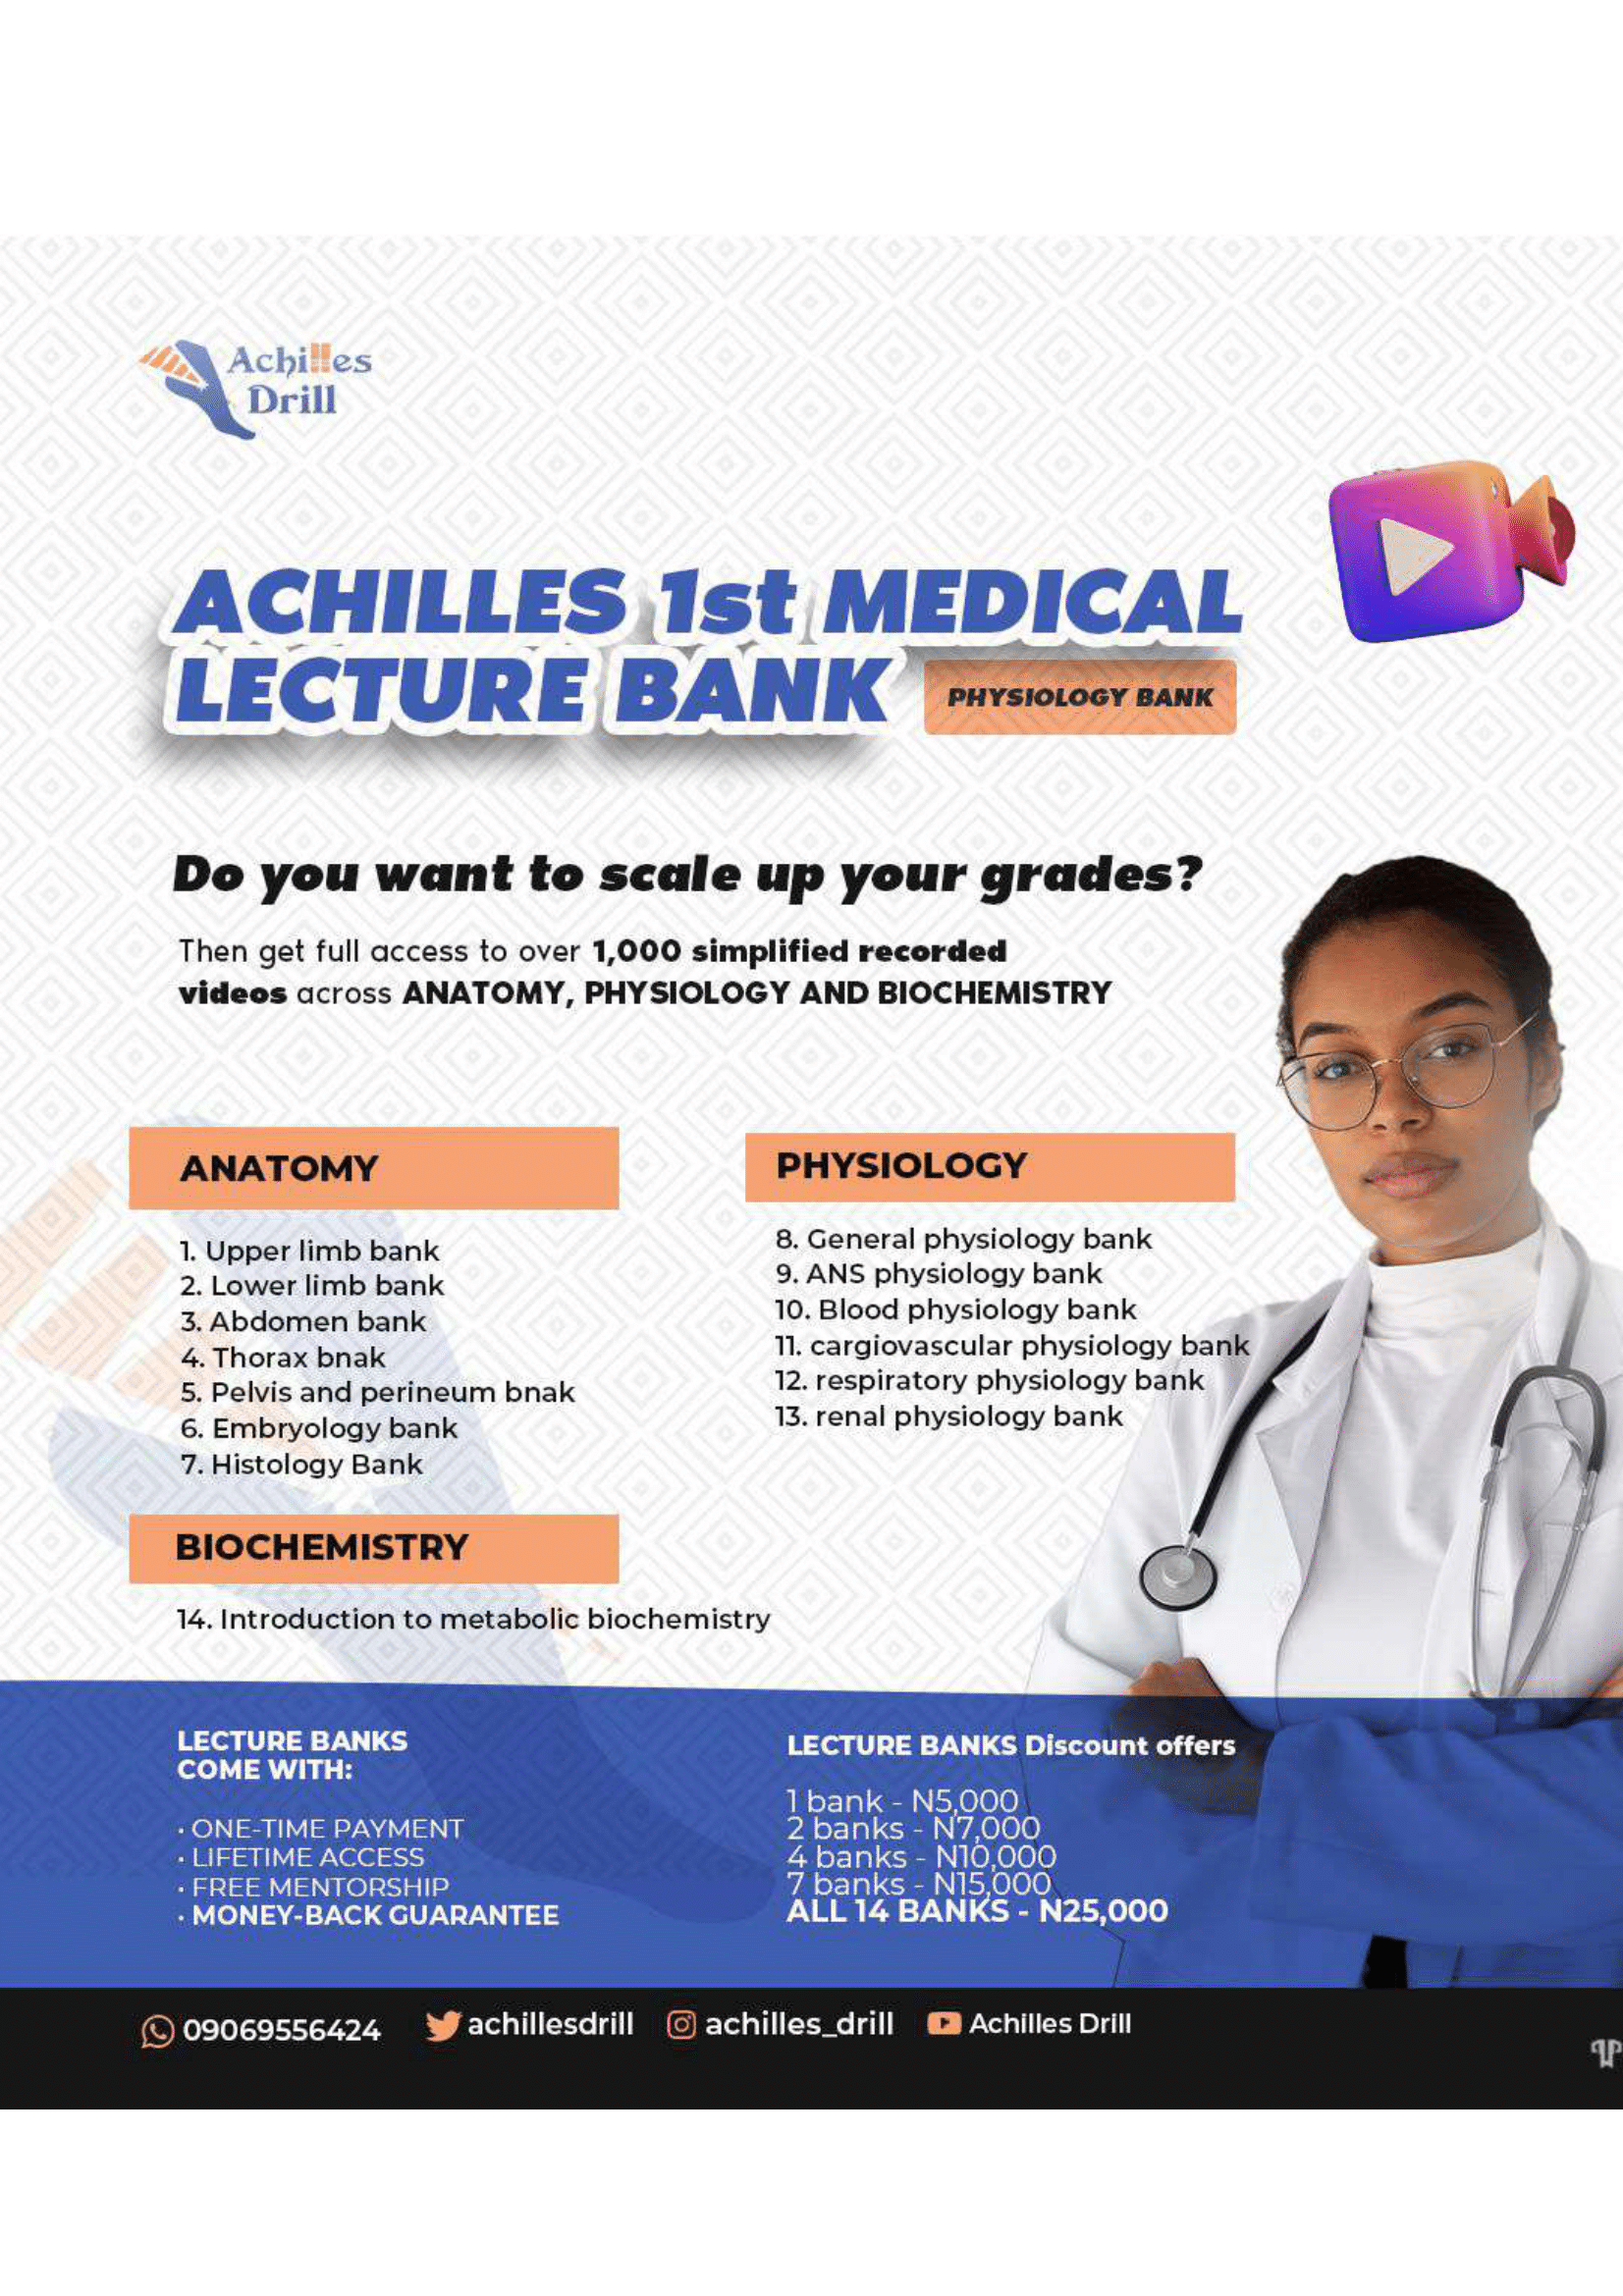 Achilles
Drill
ACHILLES 1st MEDICAL
LECTURE BANK
PHYSIOLOGY BANK
Do you want to scale up your grades?
Then get full access to over 1,000 simplified recorded
videos across ANATOMY, PHYSIOLOGY AND BIOCHEMISTRY
ANATOMY
1. Upper limb bank
2. Lower limb bank
3. Abdomen bank
4. Thorax bnak
5. Pelvis and perineum bnak
6. Embryology bank
7. Histology Bank
PHYSIOLOGY
8. General physiology bank
9. ANS physiology bank
10. Blood physiology bank
11. cargiovascular physiology bank
12. respiratory physiology bank
13. renal physiology bank
BIOCHEMISTRY
14. Introduction to metabolic biochemistry
LECTURE BANKS
COME WITH:
· ONE-TIME PAYMENT
· LIFETIME ACCESS
· FREE MENTORSHIP
· MONEY-BACK GUARANTEE
LECTURE BANKS Discount offers
1 bank - N5,000
2 banks - N7,000
4 banks - N10,000
7 banks - N15,000
ALL 14 BANKS - N25,000
09069556424
achillesdrill
achilles_drill
Achilles Drill